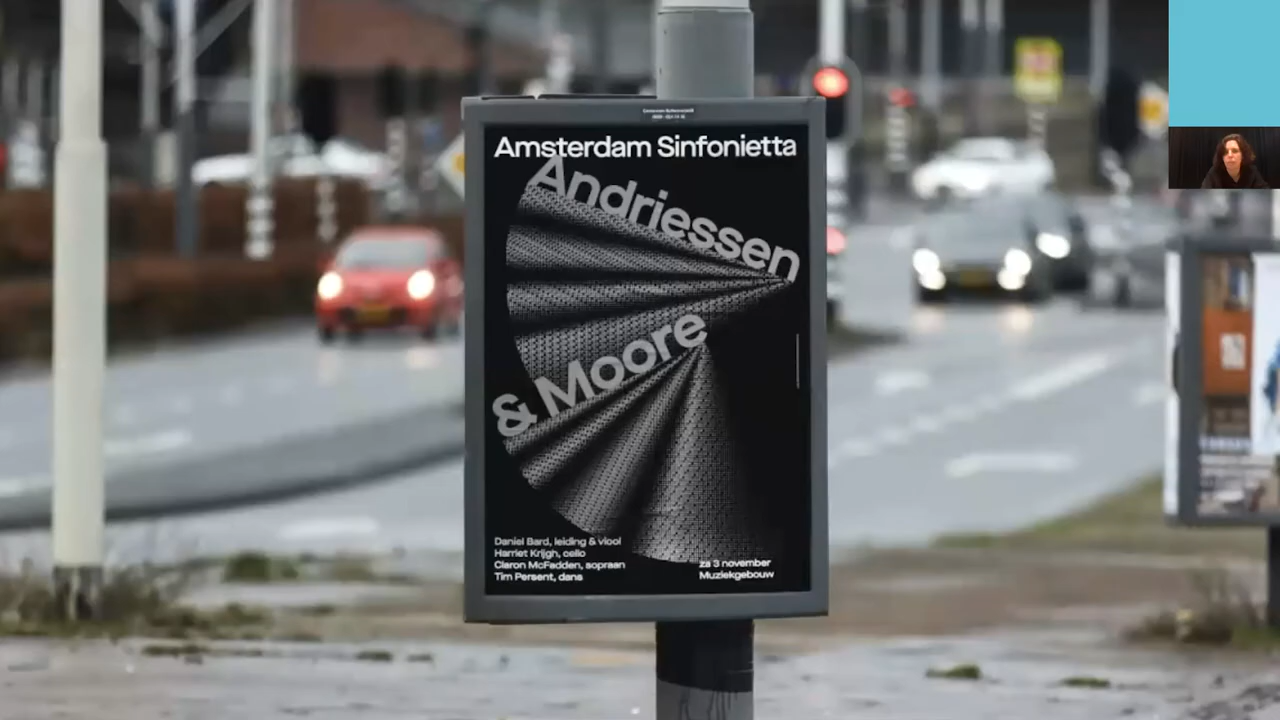 Amsterdam Sinfonietta
Andriessen
& Moore
Daniel Bard, leiding & viool
Harriet Krijgh, cello
Claron McFadden, sopraan
Tim Persent, dans
za 3 november
Muziekgebouw